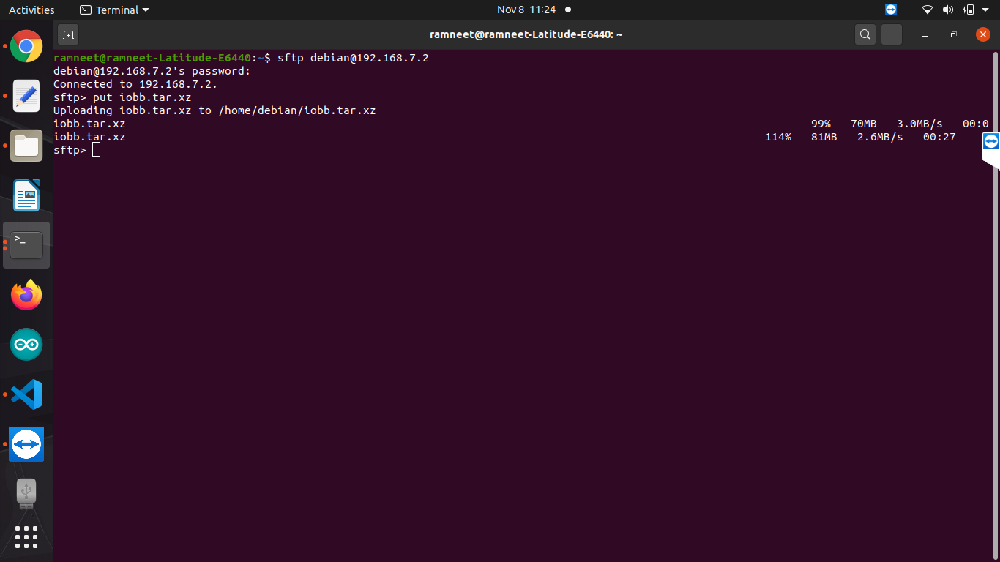 Activities
Terminal
Nov 8 11:24
ramneet@ramneet-Latitude-E6440: ~
ramneet@ramneet-Latitude-E6440:~$ sftp debian@192.168.7.2
debian@192.168.7.2's password:
Connected to 192.168.7.2.
sftp> put iobb.tar.xz
Uploading iobb.tar.xz to /home/debian/iobb.tar.xz
iobb.tar.xz 99% 70MB 3.0MB/s 00:0
iobb.tar.xz 114% 81MB 2.6MB/s 00:27
sftp>
>_